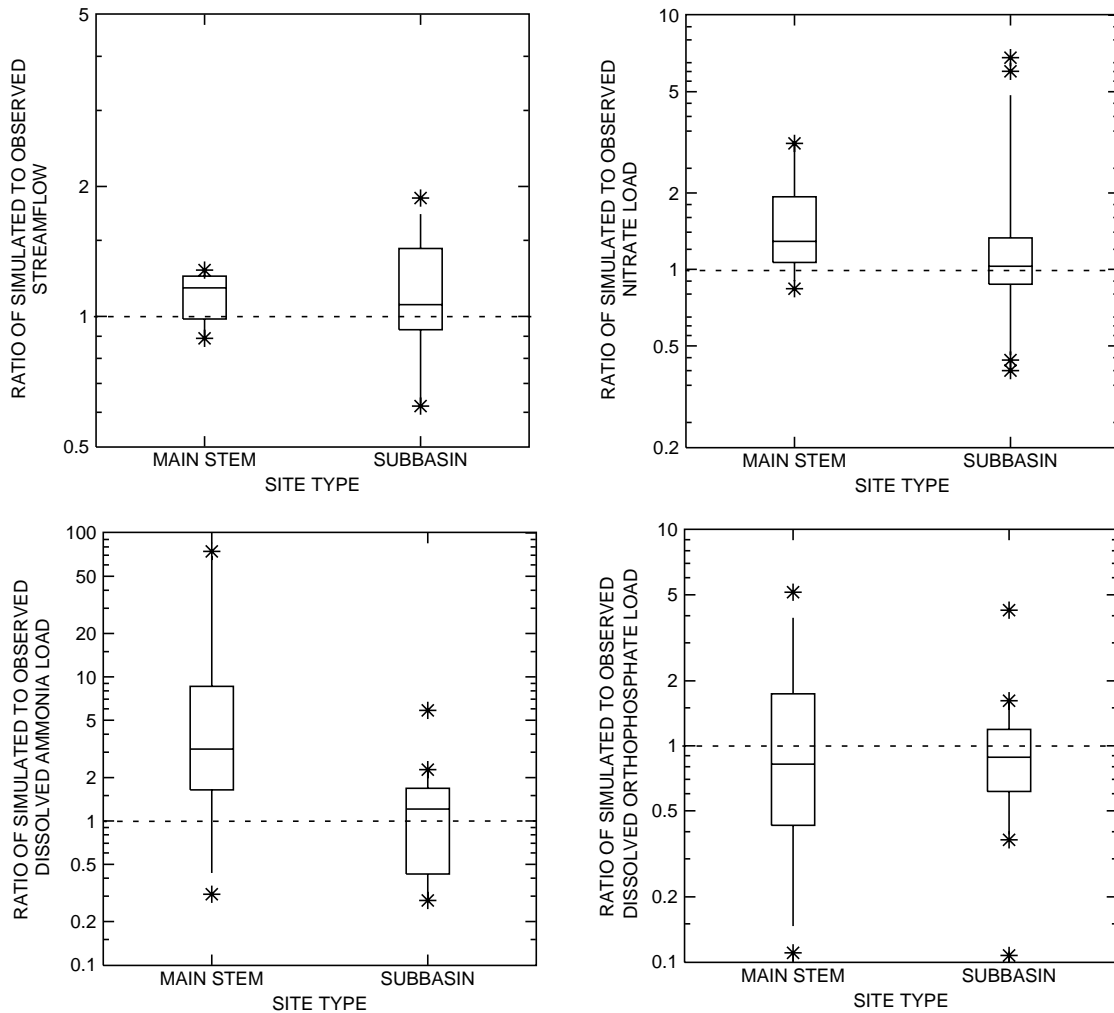 RATIO OF SIMULATED TO OBSERVED
STREAMFLOW
5
2
1
0.5
MAIN STEM
SUBBASIN
SITE TYPE
RATIO OF SIMULATED TO OBSERVED
NITRATE LOAD
10
5
2
1
0.5
0.2
MAIN STEM
SUBBASIN
SITE TYPE
RATIO OF SIMULATED TO OBSERVED
DISSOLVED AMMONIA LOAD
100
50
20
10
5
2
1
0.5
0.2
0.1
MAIN STEM
SUBBASIN
SITE TYPE
RATIO OF SIMULATED TO OBSERVED
DISSOLVED ORTHOPHOSPHATE LOAD
10
5
2
1
0.5
0.2
0.1
MAIN STEM
SUBBASIN
SITE TYPE